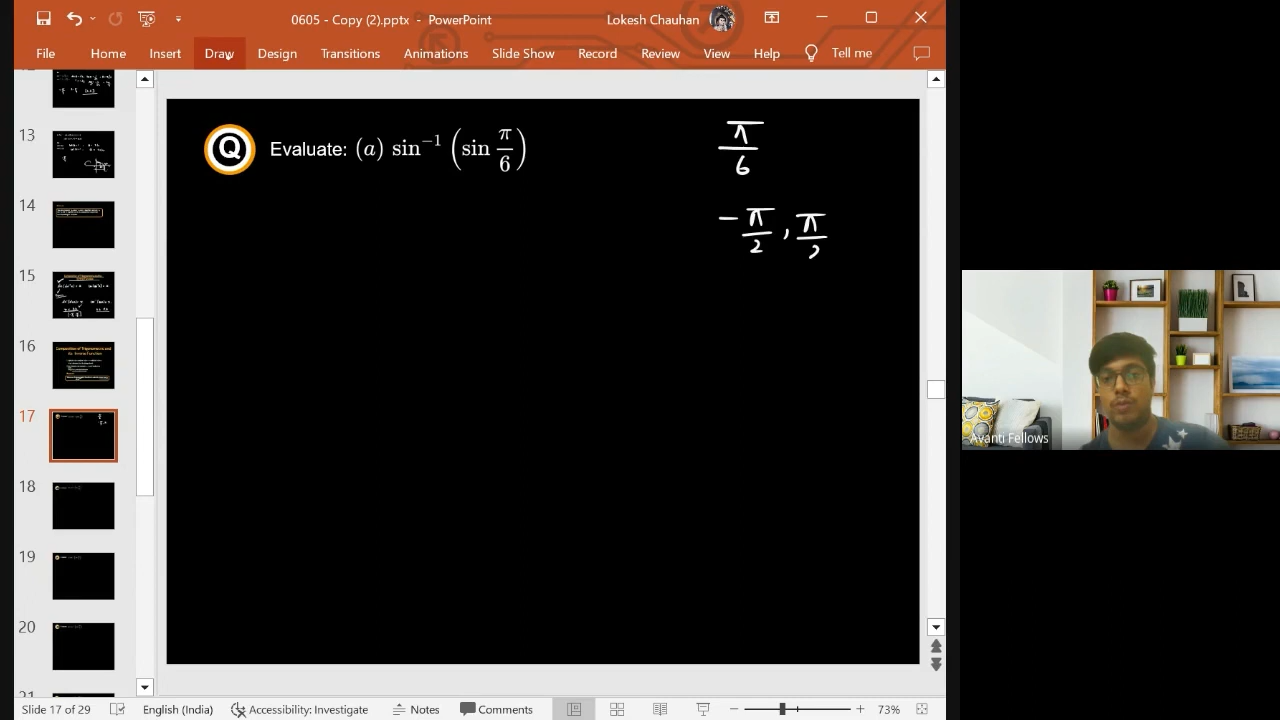 0605 - Copy (2).pptx - PowerPoint
Lokesh Chauhan
File Home Insert Draw Design Transitions Animations Slide Show Record Review View Help Tell me
13
14
15
16
17
18
19
20
Q Evaluate: (a) sin⁻¹ (sin π/6)
π/6
-π/2, π/2
Avanti Fellows
Slide 17 of 29 English (India) Accessibility: Investigate Notes Comments 73%